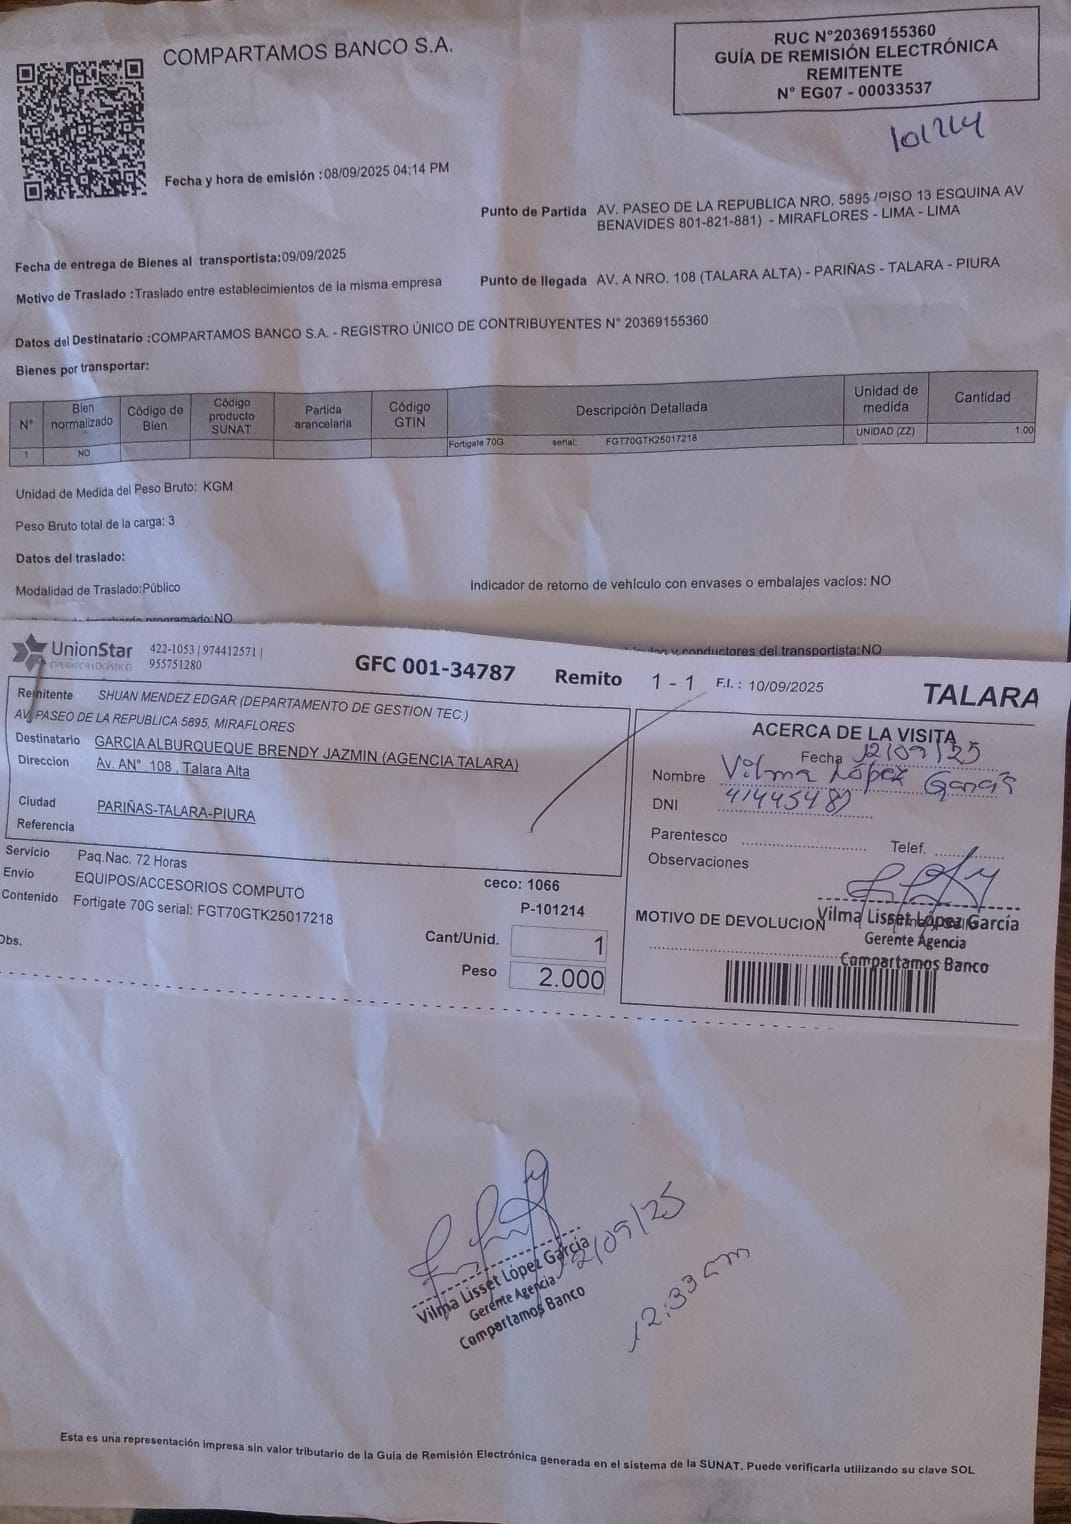 COMPARTAMOS BANCO S.A.
RUC N°20369155360
GUÍA DE REMISIÓN ELECTRÓNICA
REMITENTE
N° EG07 - 00033537
101214
Fecha y hora de emisión :08/09/2025 04:14 PM
Punto de Partida AV. PASEO DE LA REPUBLICA NRO. 5895 /PISO 13 ESQUINA AV
BENAVIDES 801-821-881) - MIRAFLORES - LIMA - LIMA
Fecha de entrega de Bienes al transportista:09/09/2025
Motivo de Traslado :Traslado entre establecimientos de la misma empresa
Punto de llegada AV. A NRO. 108 (TALARA ALTA) - PARIÑAS - TALARA - PIURA
Datos del Destinatario :COMPARTAMOS BANCO S.A. - REGISTRO ÚNICO DE CONTRIBUYENTES N° 20369155360
Bienes por transportar:
N° Bien normalizado Código de Bien Código producto SUNAT Partida arancelaria Código GTIN Descripción Detallada Unidad de medida Cantidad
1 NO Fortigate 70G serial: FGT70GTK25017218 UNIDAD (ZZ) 1.00
Unidad de Medida del Peso Bruto: KGM
Peso Bruto total de la carga: 3
Datos del traslado:
Modalidad de Traslado:Público
Indicador de retorno de vehículo con envases o embalajes vacíos: NO
programado:NO
y conductores del transportista:NO
UnionStar
OPERADOR LOGÍSTICO
422-1053 | 974412571 |
955751280
GFC 001-34787 Remito 1 - 1 F.I. : 10/09/2025 TALARA
Remitente SHUAN MENDEZ EDGAR (DEPARTAMENTO DE GESTION TEC.)
AV. PASEO DE LA REPUBLICA 5895, MIRAFLORES
Destinatario GARCIA ALBURQUEQUE BRENDY JAZMIN (AGENCIA TALARA)
Direccion Av. AN°. 108 , Talara Alta
Ciudad PARIÑAS-TALARA-PIURA
Referencia
Servicio Paq.Nac. 72 Horas
Envío EQUIPOS/ACCESORIOS COMPUTO
Contenido Fortigate 70G serial: FGT70GTK25017218
Obs.
ceco: 1066
P-101214
Cant/Unid. 1
Peso 2.000
ACERCA DE LA VISITA
Fecha 12/09/25
Nombre Vilma López García
DNI 41445487
Parentesco
Telef.
Observaciones
MOTIVO DE DEVOLUCION
Vilma Lisset López García
Gerente Agencia
Compartamos Banco
Vilma Lisset López García
Gerente Agencia
Compartamos Banco
12/09/25
12:33 am
Esta es una representación impresa sin valor tributario de la Guía de Remisión Electrónica generada en el sistema de la SUNAT. Puede verificarla utilizando su clave SOL